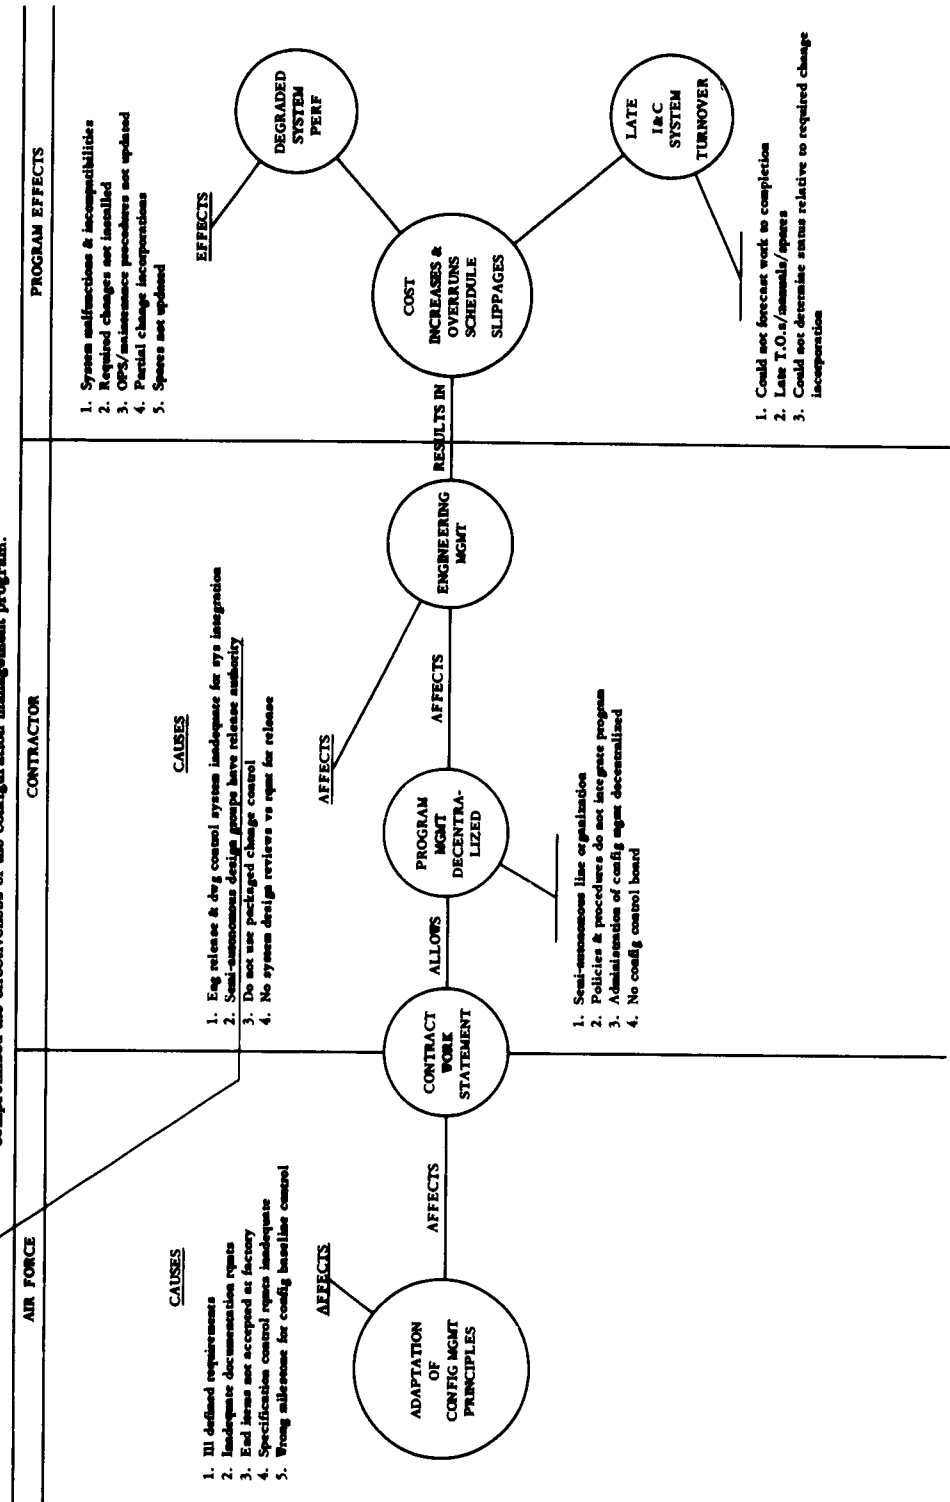 compromised the effectiveness of the configuration management program.
AIR FORCE
CONTRACTOR
PROGRAM EFFECTS
CAUSES
1. Ill defined requirements
2. Inadequate documentation rqmts
3. End items not accepted at factory
4. Specification control rqmts inadequate
5. Wrong milestone for config baseline control
AFFECTS
ADAPTATION
OF
CONFIG MGMT
PRINCIPLES
AFFECTS
CONTRACT
WORK
STATEMENT
CAUSES
1. Eng release & dwg control system inadequate for sys integration
2. Semi-autonomous design groups have release authority
3. Do not use packaged change control
4. No system design reviews vs rqmt for release
AFFECTS
ALLOWS
PROGRAM
MGMT
DECENTRA-
LIZED
AFFECTS
ENGINEERING
MGMT
1. Semi-autonomous line organization
2. Policies & procedures do not integrate program
3. Administration of config mgmt decentralized
4. No config control board
RESULTS IN
1. System malfunctions & incompatibilities
2. Required changes not installed
3. OPS/maintenance procedures not updated
4. Partial change incorporations
5. Spares not updated
EFFECTS
DEGRADED
SYSTEM
PERF
COST
INCREASES &
OVERRUNS
SCHEDULE
SLIPPAGES
LATE
I&C
SYSTEM
TURNOVER
1. Could not forecast work to completion
2. Late T.O.s/manuals/spares
3. Could not determine status relative to required change
incorporation